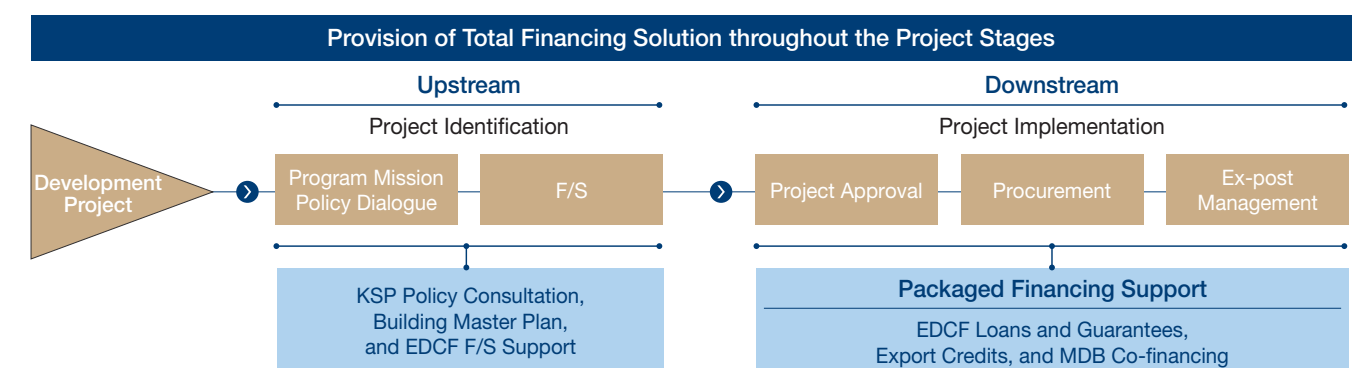 Provision of Total Financing Solution throughout the Project Stages
Upstream
Project Identification
Downstream
Project Implementation
Development
Project
Program Mission
Policy Dialogue
F/S
Project Approval
Procurement
Ex-post
Management
KSP Policy Consultation,
Building Master Plan,
and EDCF F/S Support
Packaged Financing Support
EDCF Loans and Guarantees,
Export Credits, and MDB Co-financing